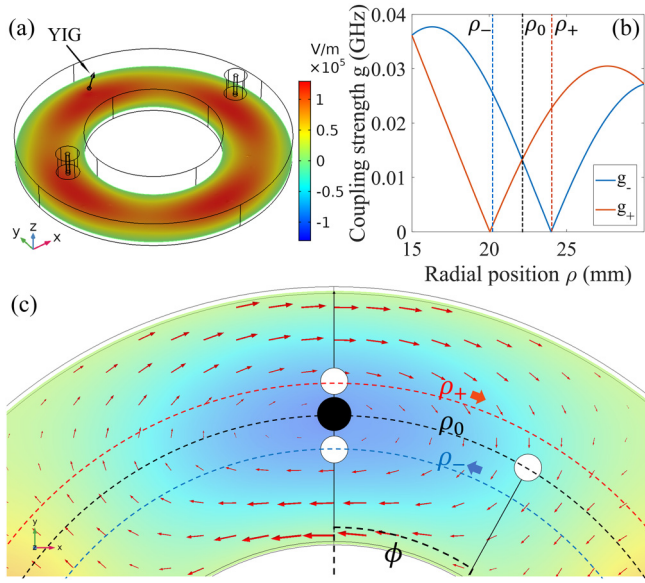 (a)
YIG
V/m
×10⁵
1
0.5
0
-0.5
-1
z
y
x
(b)
ρ₋
ρ₀
ρ₊
Coupling strength g (GHz)
0.04
0.03
0.02
0.01
0
15
20
25
Radial position ρ (mm)
g₋
g₊
(c)
ρ₊
ρ₀
ρ₋
ϕ
y
z
x